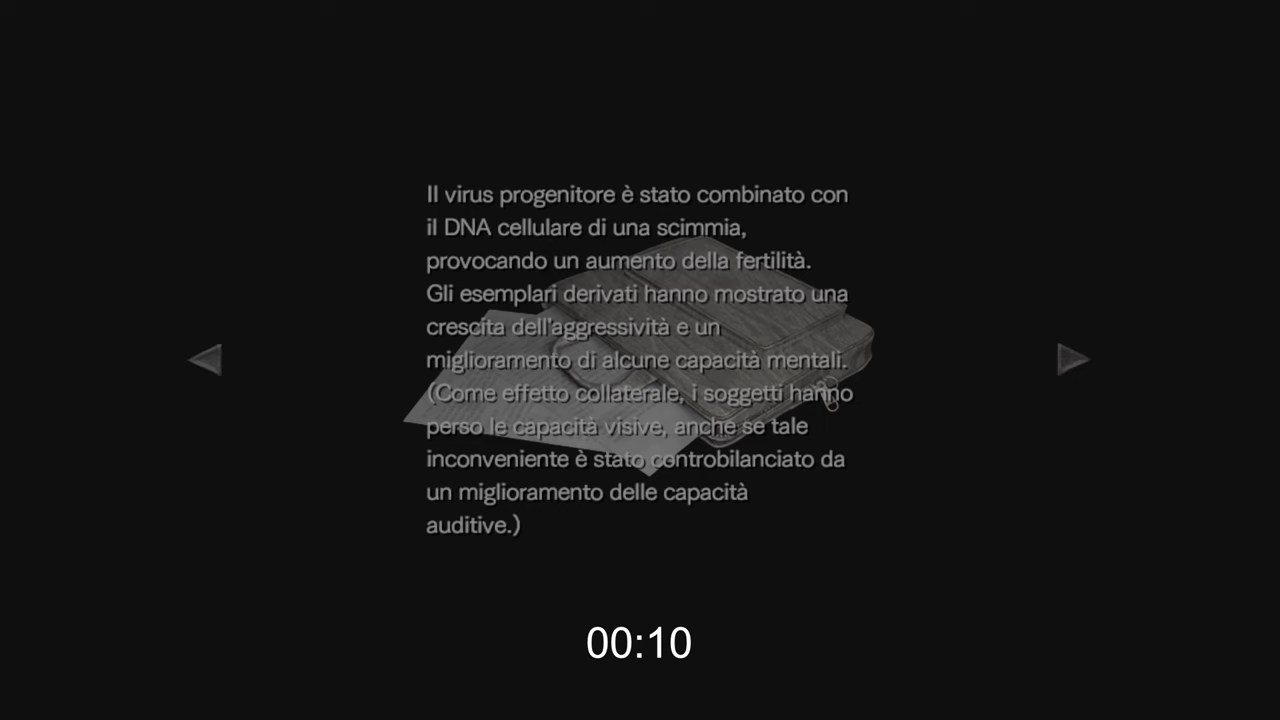 Il virus progenitore è stato combinato con
il DNA cellulare di una scimmia,
provocando un aumento della fertilità.
Gli esemplari derivati hanno mostrato una
crescita dell'aggressività e un
miglioramento di alcune capacità mentali.
(Come effetto collaterale, i soggetti hanno
perso le capacità visive, anche se tale
inconveniente è stato controbilanciato da
un miglioramento delle capacità
auditive.)
00:10